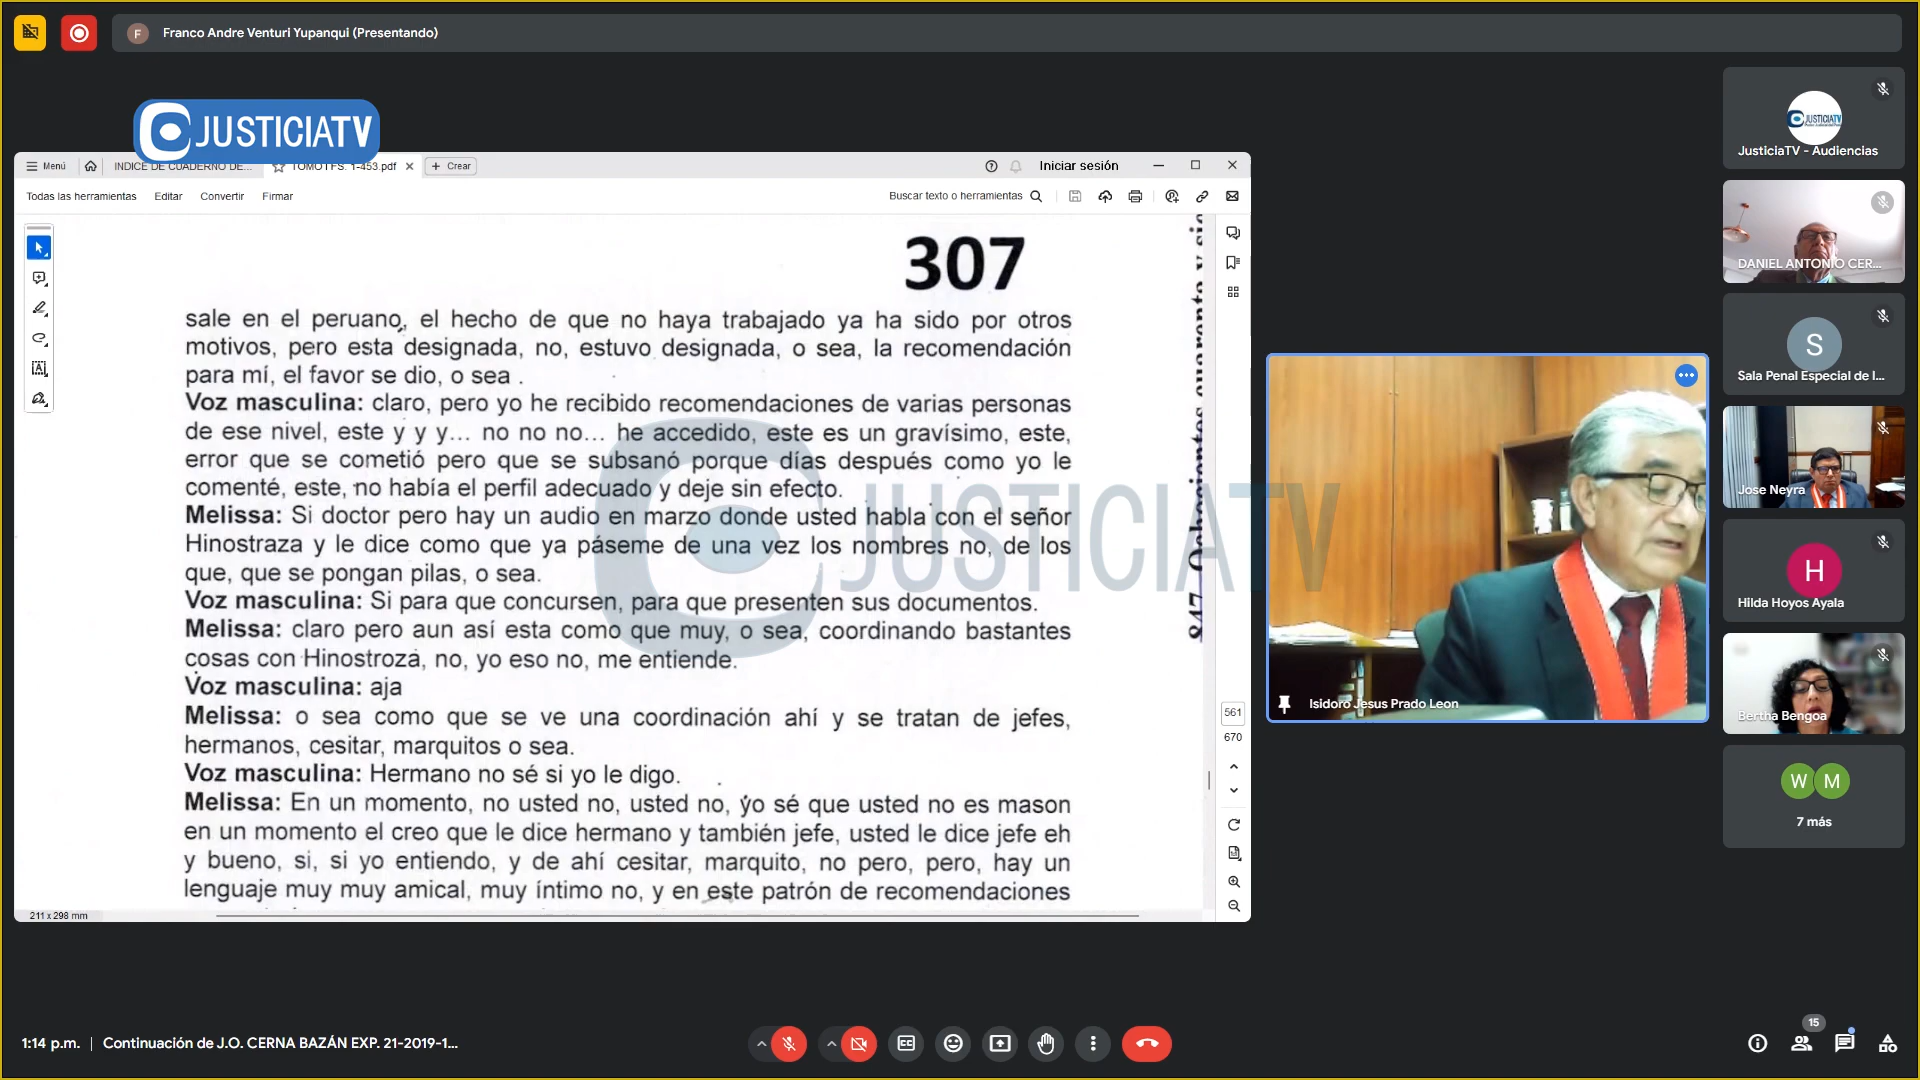 Franco Andre Venturi Yupanqui (Presentando)
F
JUSTICIATV
Menú
INDICE DE CUADERNO DE...
TOMO I FS. 1-453.pdf
Crear
Iniciar sesión
Todas las herramientas
Editar
Convertir
Firmar
Buscar texto o herramientas
307
sale en el peruano, el hecho de que no haya trabajado ya ha sido por otros
motivos, pero esta designada, no, estuvo designada, o sea, la recomendación
para mí, el favor se dio, o sea .
Voz masculina: claro, pero yo he recibido recomendaciones de varias personas
de ese nivel, este y y y... no no no... he accedido, este es un gravísimo, este,
error que se cometió pero que se subsanó porque días después como yo le
comenté, este, no había el perfil adecuado y deje sin efecto.
Melissa: Si doctor pero hay un audio en marzo donde usted habla con el señor
Hinostraza y le dice como que ya páseme de una vez los nombres no, de los
que, que se pongan pilas, o sea.
Voz masculina: Si para que concursen, para que presenten sus documentos.
Melissa: claro pero aun así esta como que muy, o sea, coordinando bastantes
cosas con Hinostroza, no, yo eso no, me entiende.
Voz masculina: aja
Melissa: o sea como que se ve una coordinación ahí y se tratan de jefes,
hermanos, cesitar, marquitos o sea.
Voz masculina: Hermano no sé si yo le digo.
Melissa: En un momento, no usted no, usted no, yo sé que usted no es mason
en un momento el creo que le dice hermano y también jefe, usted le dice jefe eh
y bueno, si, si yo entiendo, y de ahí cesitar, marquito, no pero, pero, hay un
lenguaje muy muy amical, muy íntimo no, y en este patrón de recomendaciones
847
JUSTICIATV
561
670
211 x 298 mm
Isidoro Jesus Prado Leon
JUSTICIATV
JusticiaTV - Audiencias
DANIEL ANTONIO CER...
S
Sala Penal Especial de l...
Jose Neyra
H
Hilda Hoyos Ayala
Bertha Bengoa
W
M
7 más
1:14 p.m.
Continuación de J.O. CERNA BAZÁN EXP. 21-2019-1...
15